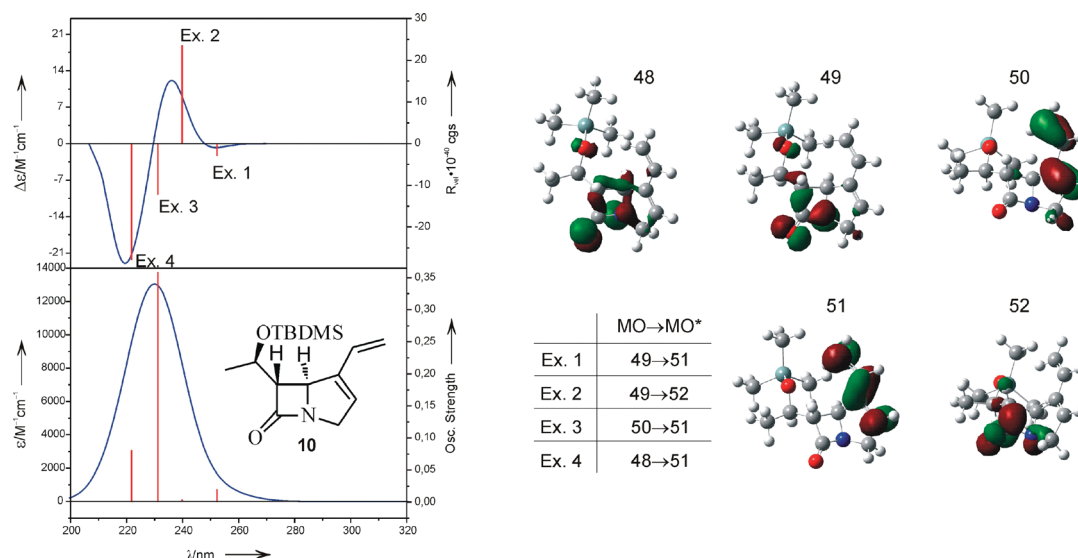 21
14
7
0
-7
-14
-21
Δε/M⁻¹cm⁻¹
30
20
10
0
-10
-20
R_vel•10⁻⁴⁰ cgs
Ex. 2
Ex. 1
Ex. 3
Ex. 4
14000
12000
10000
8000
6000
4000
2000
0
ε/M⁻¹cm⁻¹
0,35
0,30
0,25
0,20
0,15
0,10
0,05
0,00
Osc. Strength
OTBDMS
H H
N
O
10
200 220 240 260 280 300 320
λ/nm
48 49 50
51 52
MO→MO*
Ex. 1 49→51
Ex. 2 49→52
Ex. 3 50→51
Ex. 4 48→51